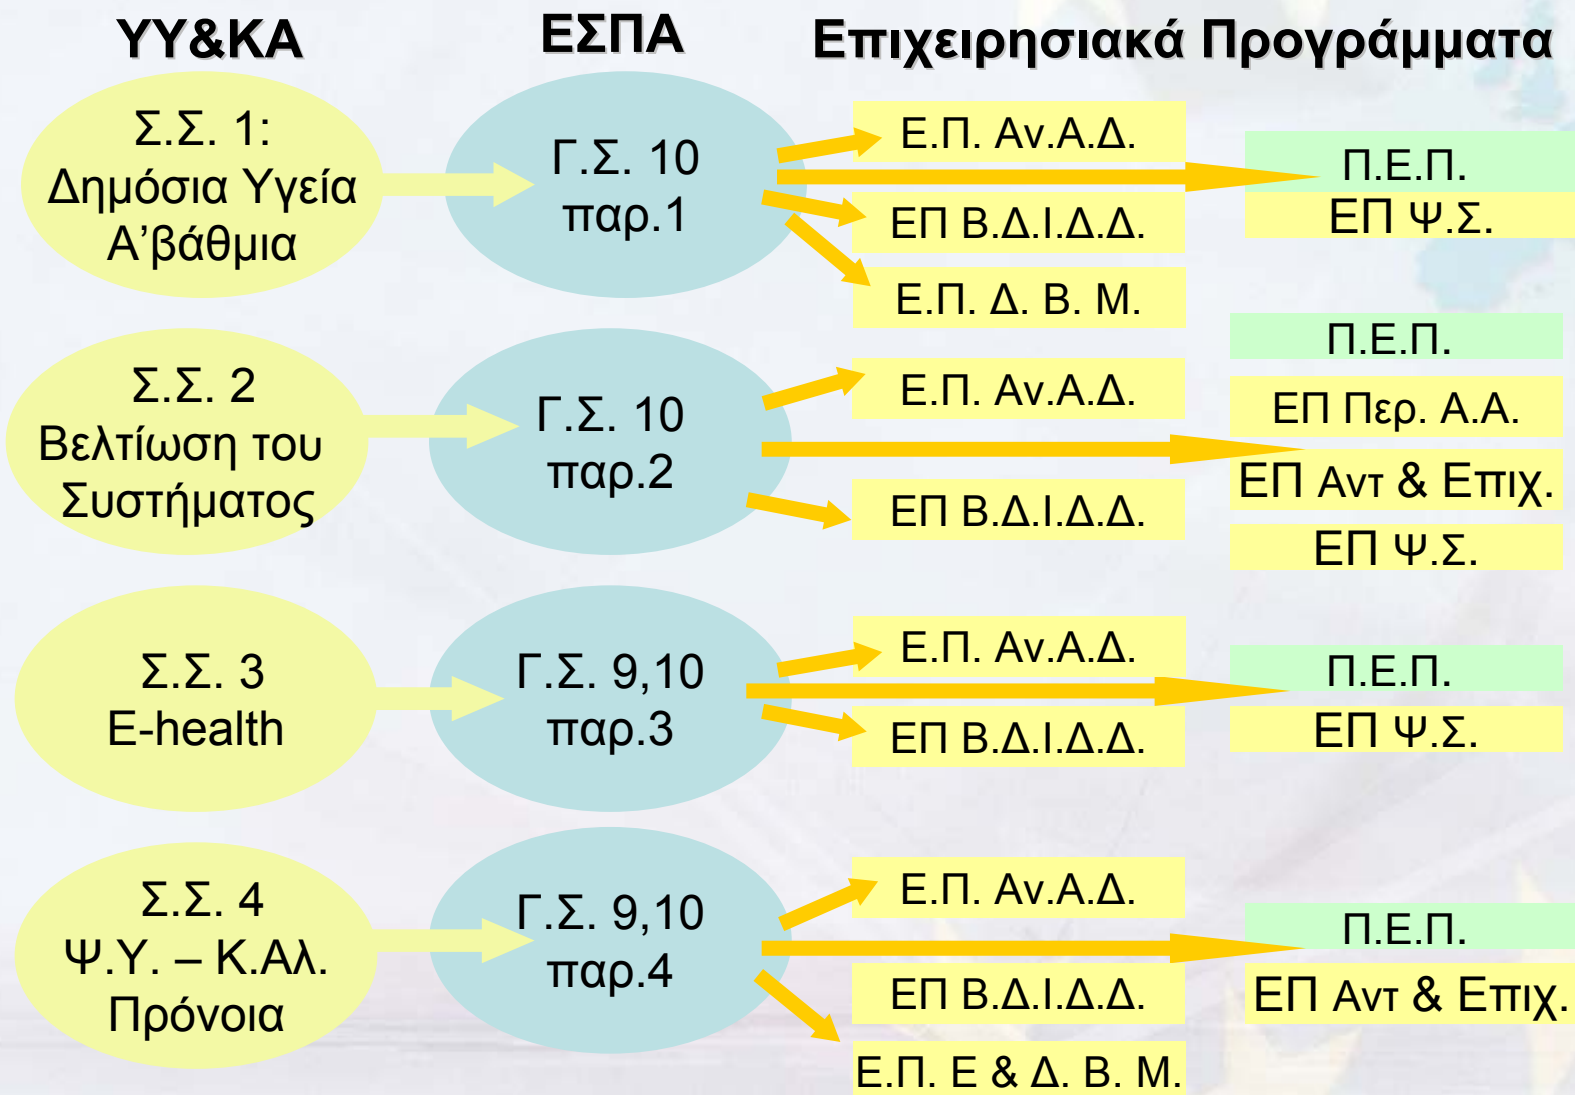 ΥΥ&ΚΑ
ΕΣΠΑ
Επιχειρησιακά Προγράμματα
Σ.Σ. 1:
Δημόσια Υγεία
Α’βάθμια
Γ.Σ. 10
παρ.1
Ε.Π. Αν.Α.Δ.
ΕΠ Β.Δ.Ι.Δ.Δ.
Ε.Π. Δ. Β. Μ.
Π.Ε.Π.
ΕΠ Ψ.Σ.
Σ.Σ. 2
Βελτίωση του
Συστήματος
Γ.Σ. 10
παρ.2
Ε.Π. Αν.Α.Δ.
ΕΠ Β.Δ.Ι.Δ.Δ.
Π.Ε.Π.
ΕΠ Περ. Α.Α.
ΕΠ Αντ & Επιχ.
ΕΠ Ψ.Σ.
Σ.Σ. 3
E-health
Γ.Σ. 9,10
παρ.3
Ε.Π. Αν.Α.Δ.
ΕΠ Β.Δ.Ι.Δ.Δ.
Π.Ε.Π.
ΕΠ Ψ.Σ.
Σ.Σ. 4
Ψ.Υ. – Κ.Αλ.
Πρόνοια
Γ.Σ. 9,10
παρ.4
Ε.Π. Αν.Α.Δ.
ΕΠ Β.Δ.Ι.Δ.Δ.
Ε.Π. Ε & Δ. Β. Μ.
Π.Ε.Π.
ΕΠ Αντ & Επιχ.